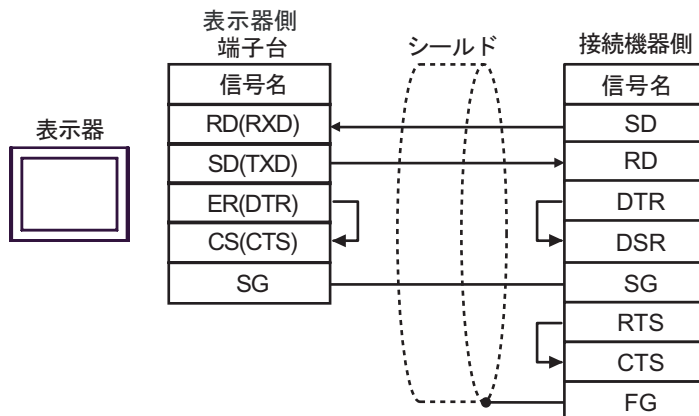 表示器側
端子台
シールド
接続機器側
信号名
信号名
RD(RXD)
SD
表示器
SD(TXD)
RD
ER(DTR)
DTR
CS(CTS)
DSR
SG
SG
RTS
CTS
FG